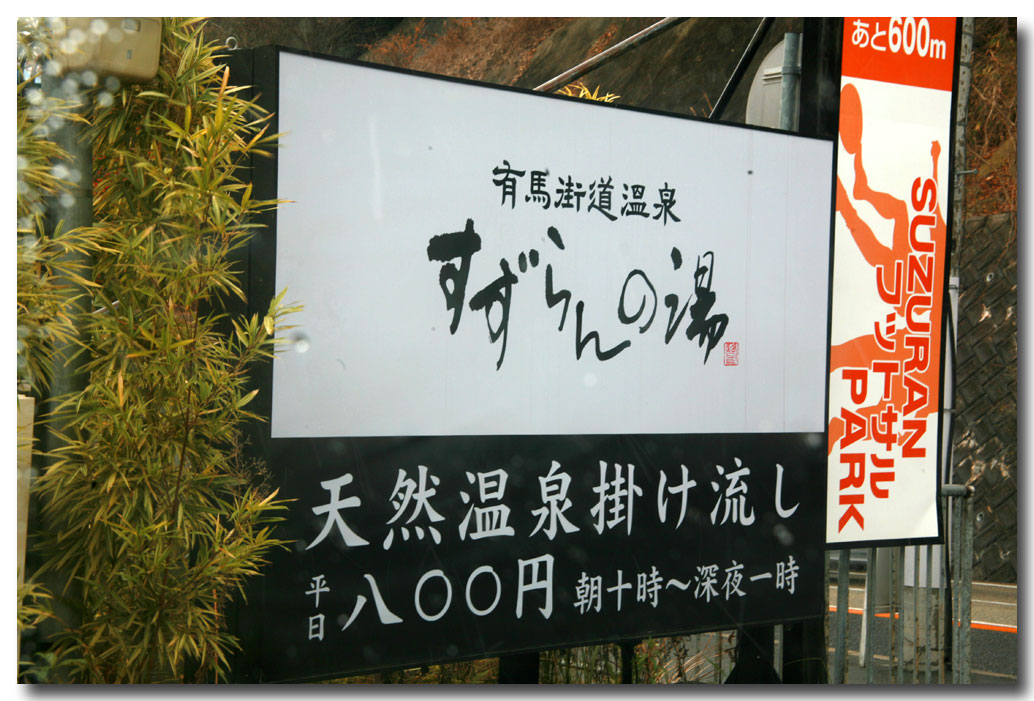 有馬街道温泉
すずらんの湯
天然温泉掛け流し
平日 八〇〇円 朝十時〜深夜一時
あと600m
SUZURAN
フットサル
PARK